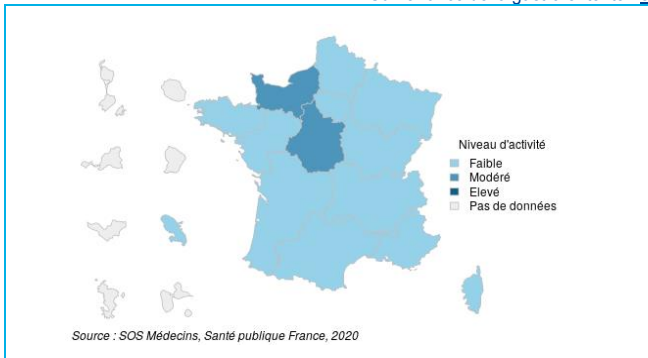 Niveau d'activité
Faible
Modéré
Elevé
Pas de données
Source : SOS Médecins, Santé publique France, 2020